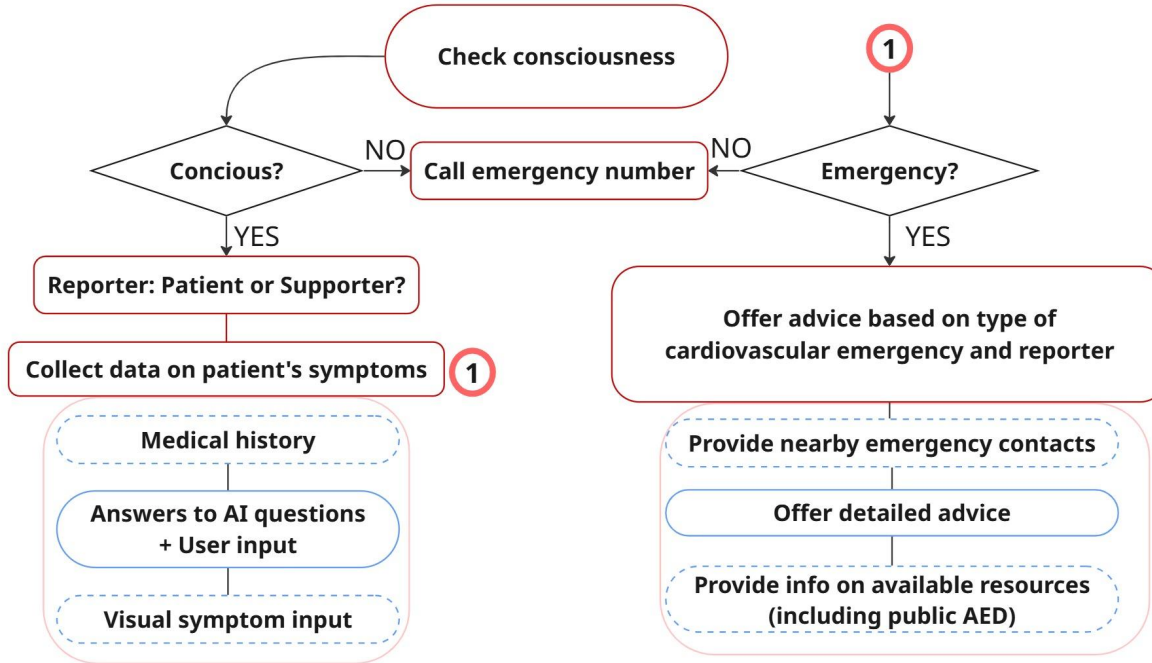 Check consciousness
1
Concious?
NO
Call emergency number
NO
Emergency?
YES
YES
Reporter: Patient or Supporter?
Offer advice based on type of
cardiovascular emergency and reporter
Collect data on patient's symptoms
1
Medical history
Provide nearby emergency contacts
Answers to AI questions
+ User input
Offer detailed advice
Visual symptom input
Provide info on available resources
(including public AED)